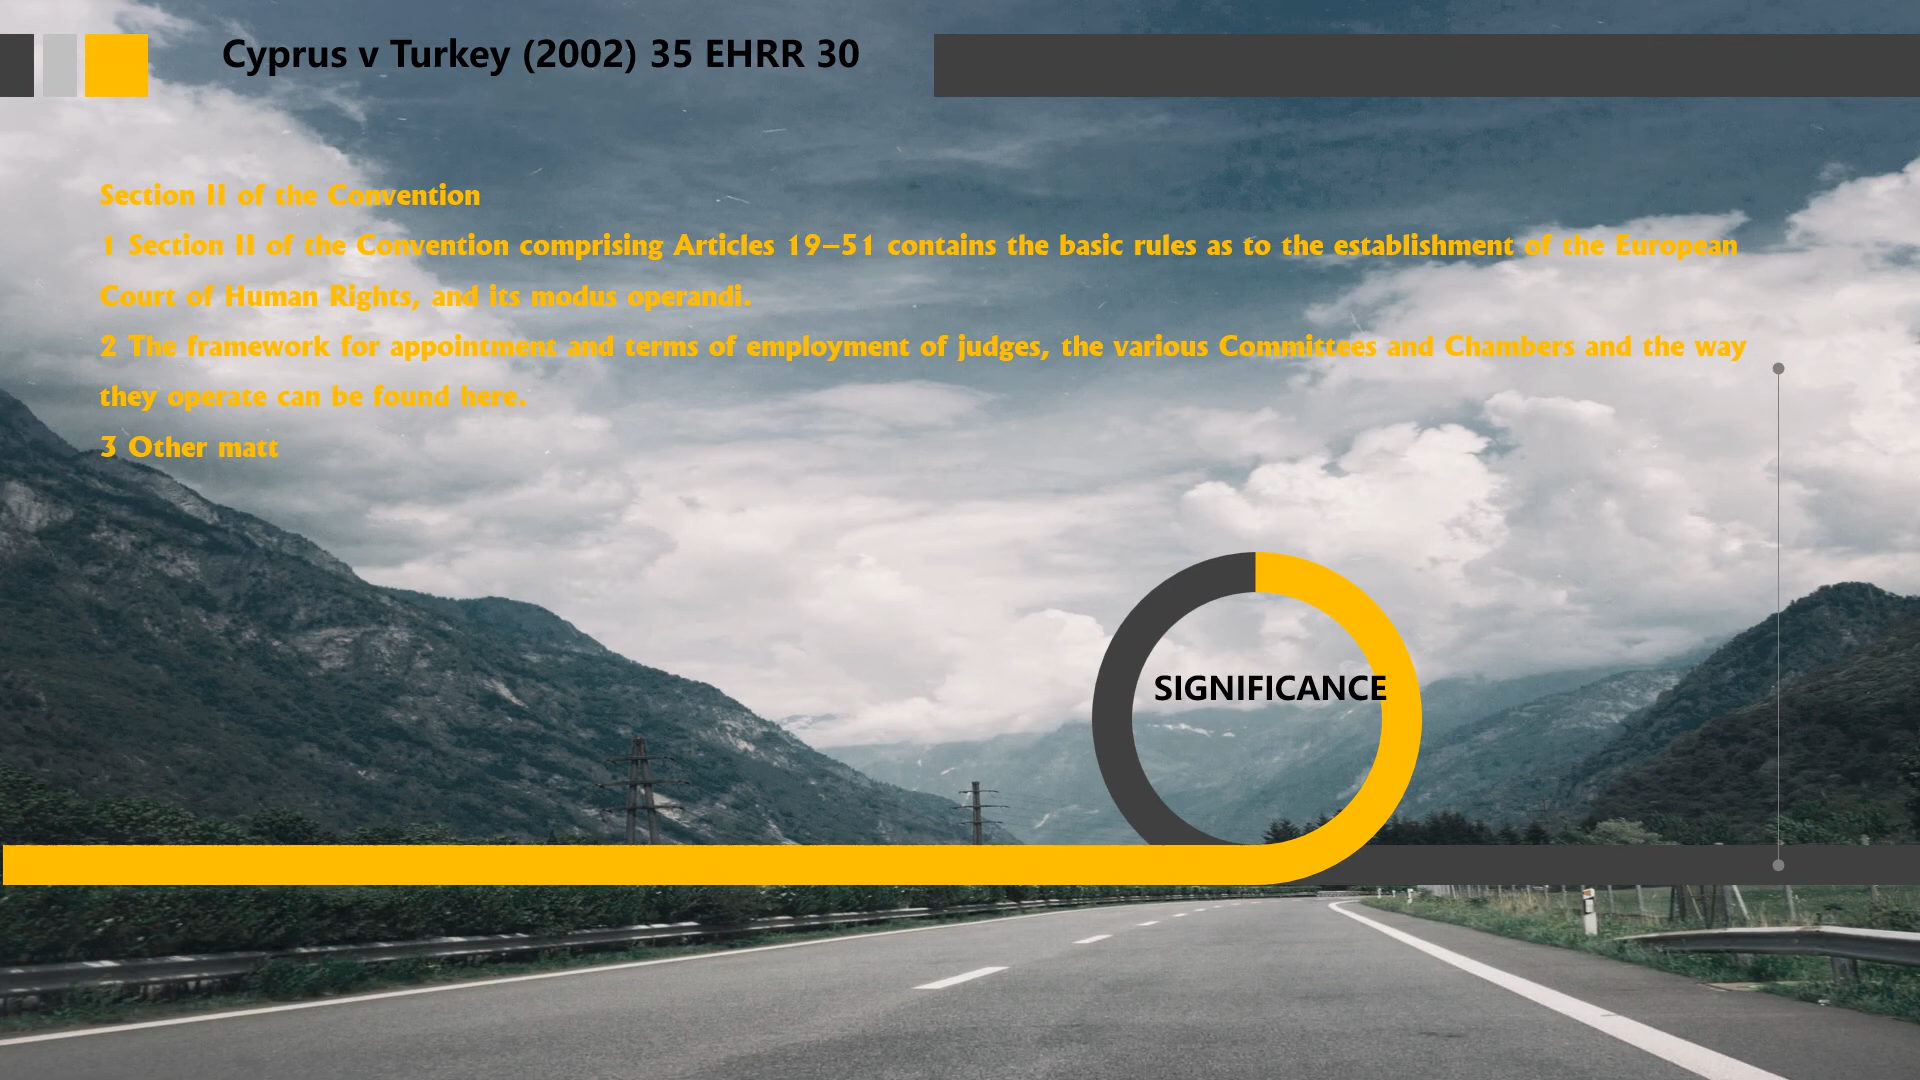 Cyprus v Turkey (2002) 35 EHRR 30
Section II of the Convention
1 Section II of the Convention comprising Articles 19–51 contains the basic rules as to the establishment of the European
Court of Human Rights, and its modus operandi.
2 The framework for appointment and terms of employment of judges, the various Committees and Chambers and the way
they operate can be found here.
3 Other matt
SIGNIFICANCE